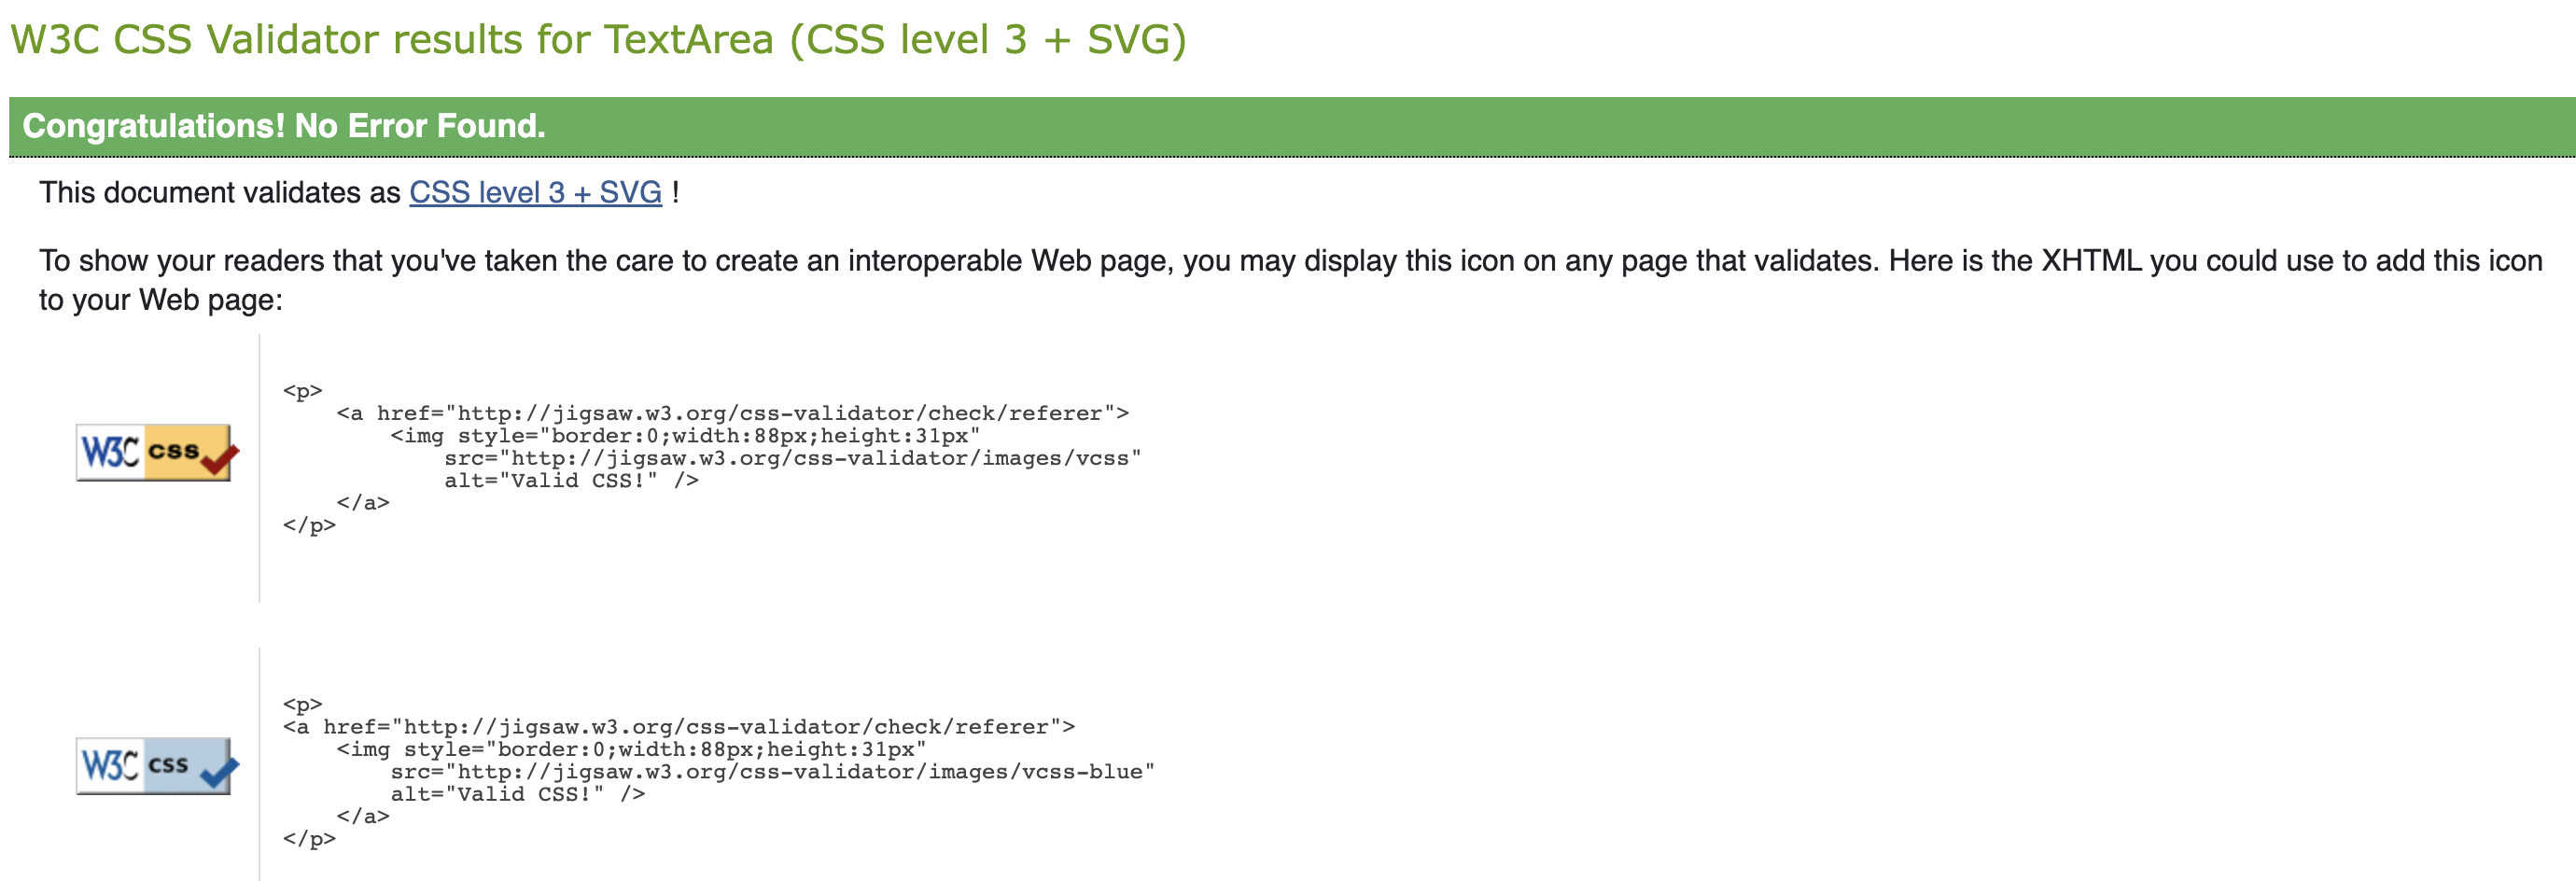 W3C CSS Validator results for TextArea (CSS level 3 + SVG)
Congratulations! No Error Found.
This document validates as CSS level 3 + SVG !
To show your readers that you've taken the care to create an interoperable Web page, you may display this icon on any page that validates. Here is the XHTML you could use to add this icon
to your Web page:
W3C css
<p>
    <a href="http://jigsaw.w3.org/css-validator/check/referer">
        <img style="border:0;width:88px;height:31px"
            src="http://jigsaw.w3.org/css-validator/images/vcss"
            alt="Valid CSS!" />
    </a>
</p>
W3C css
<p>
<a href="http://jigsaw.w3.org/css-validator/check/referer">
    <img style="border:0;width:88px;height:31px"
        src="http://jigsaw.w3.org/css-validator/images/vcss-blue"
        alt="Valid CSS!" />
    </a>
</p>